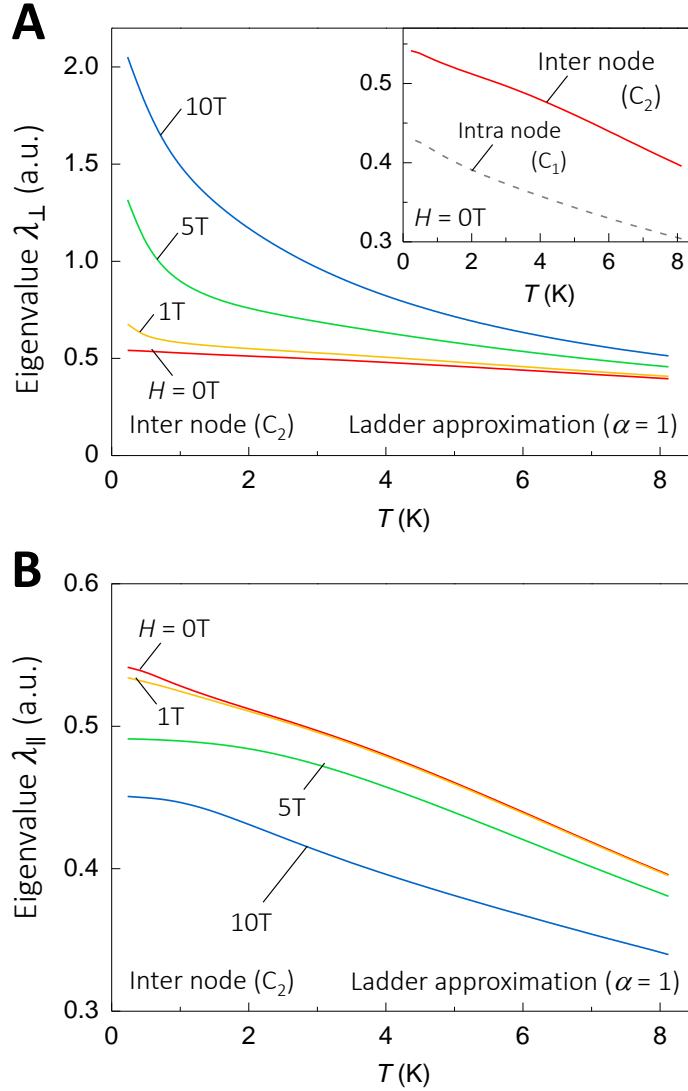 A
Eigenvalue λ⊥ (a.u.)
2.0
1.5
1.0
0.5
0
10T
5T
1T
H = 0T
Inter node (C2)
Ladder approximation (α = 1)
0
2
4
6
8
T (K)
0.5
0.4
0.3
Inter node
(C2)
Intra node
(C1)
H = 0T
0
2
4
6
8
T (K)
B
Eigenvalue λ|| (a.u.)
0.6
0.5
0.4
0.3
H = 0T
1T
5T
10T
Inter node (C2)
Ladder approximation (α = 1)
0
2
4
6
8
T (K)